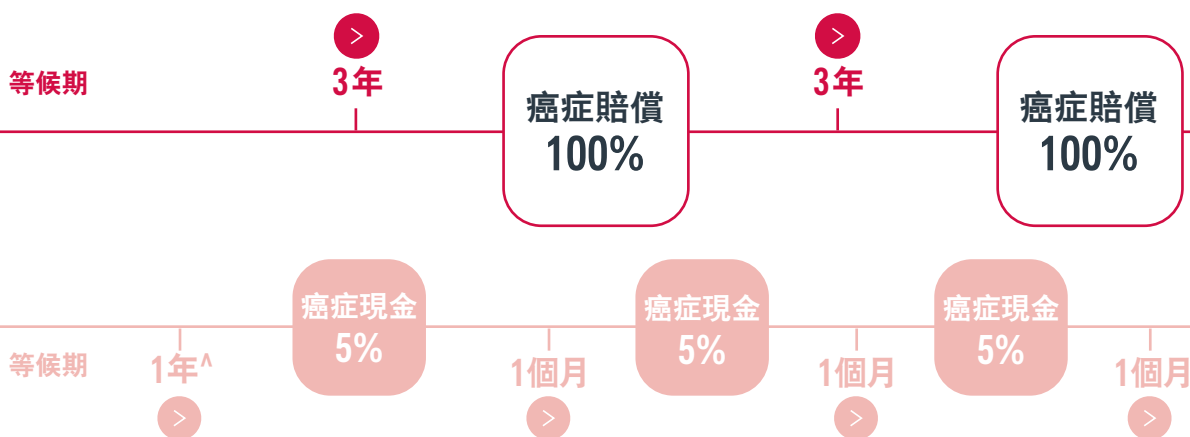 等候期
3年
癌症賠償
100%
3年
癌症賠償
100%
癌症現金
5%
癌症現金
5%
癌症現金
5%
等候期
1年^
1個月
1個月
1個月